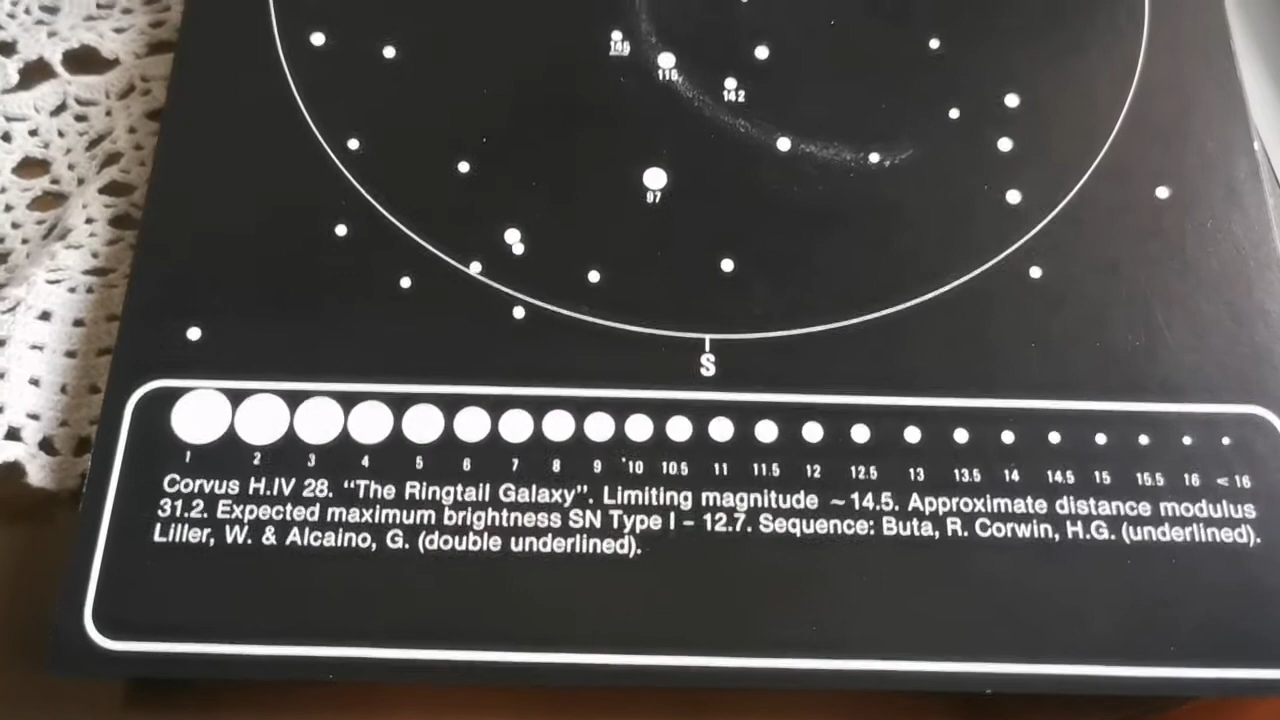 145
116
142
97
S
1 2 3 4 5 6 7 8 9 10 10.5 11 11.5 12 12.5 13 13.5 14 14.5 15 15.5 16 < 16
Corvus H.IV 28. “The Ringtail Galaxy”. Limiting magnitude ~ 14.5. Approximate distance modulus
31.2. Expected maximum brightness SN Type I – 12.7. Sequence: Buta, R. Corwin, H.G. (underlined).
Liller, W. & Alcaino, G. (double underlined).